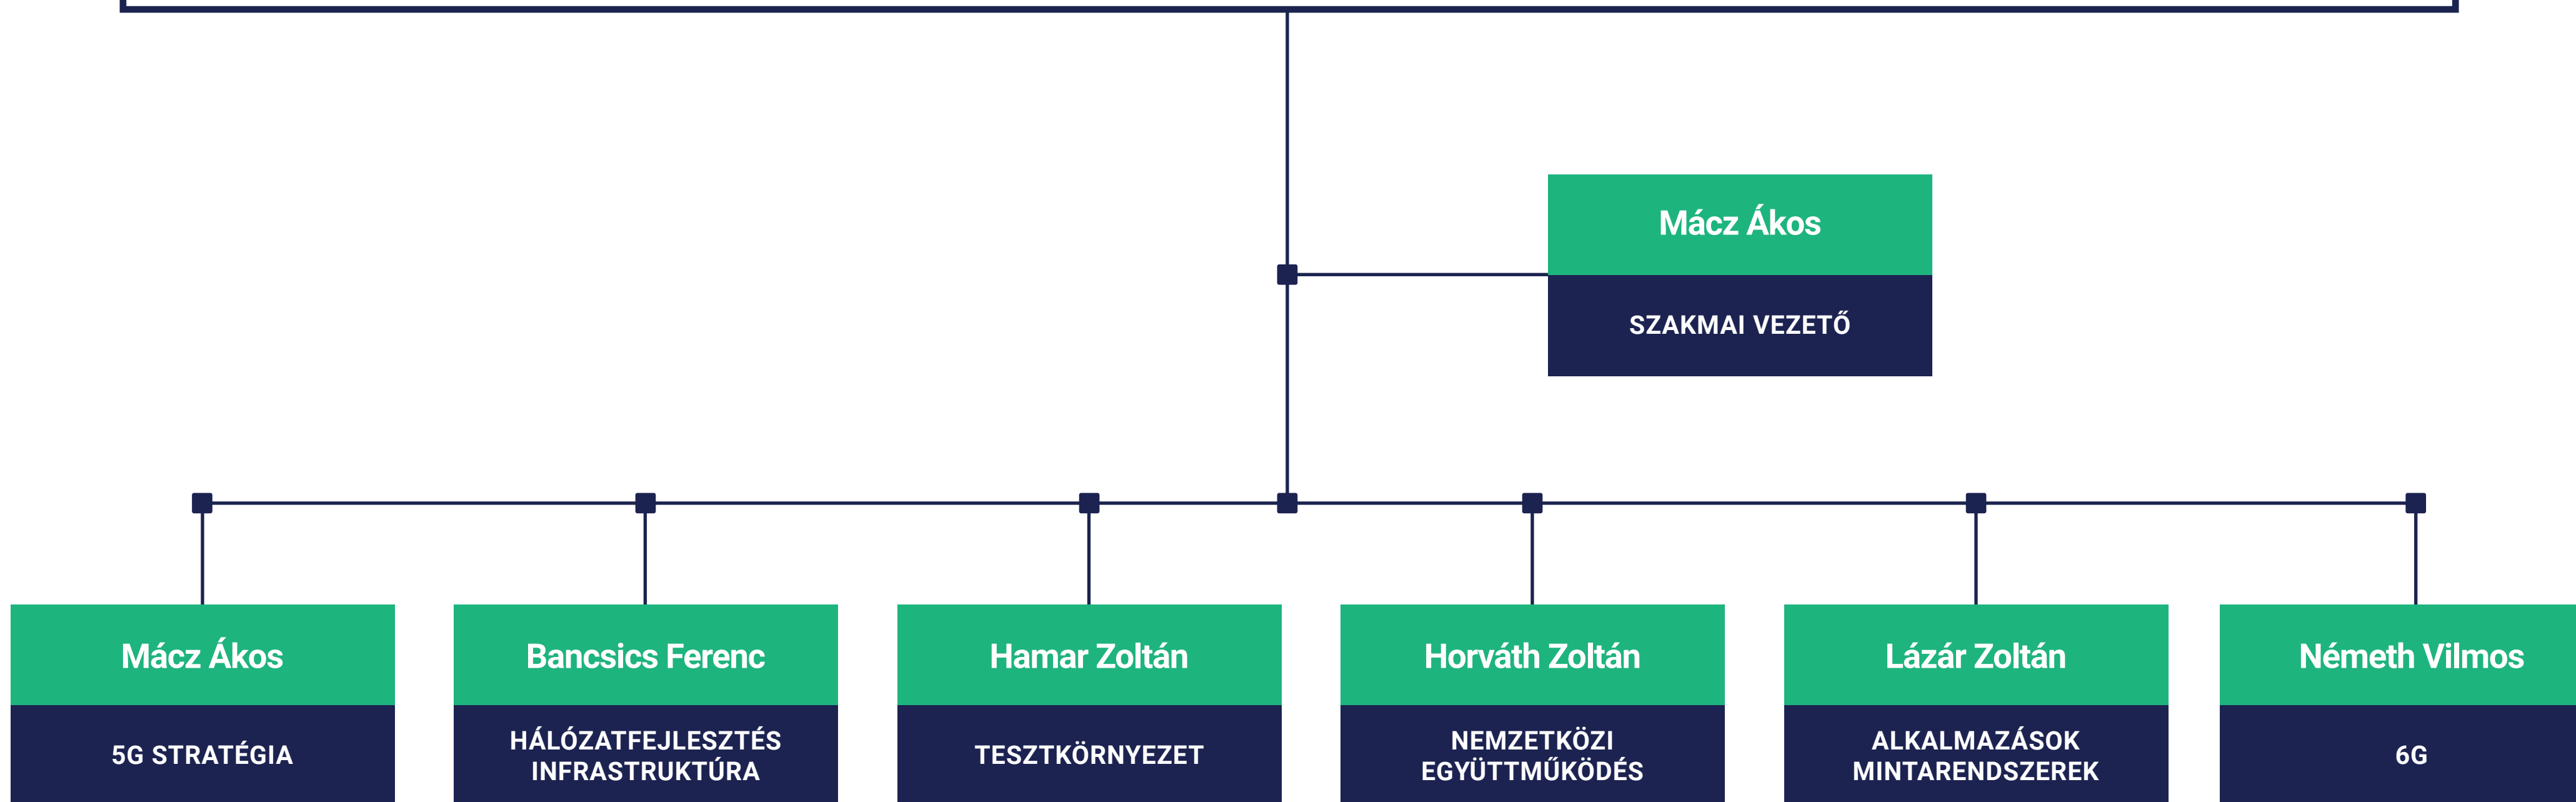 Mácz Ákos
SZAKMAI VEZETŐ
Mácz Ákos
5G STRATÉGIA
Bancsics Ferenc
HÁLÓZATFEJLESZTÉS
INFRASTRUKTÚRA
Hamar Zoltán
TESZTKÖRNYEZET
Horváth Zoltán
NEMZETKÖZI
EGYÜTTMŰKÖDÉS
Lázár Zoltán
ALKALMAZÁSOK
MINTARENDSZEREK
Németh Vilmos
6G